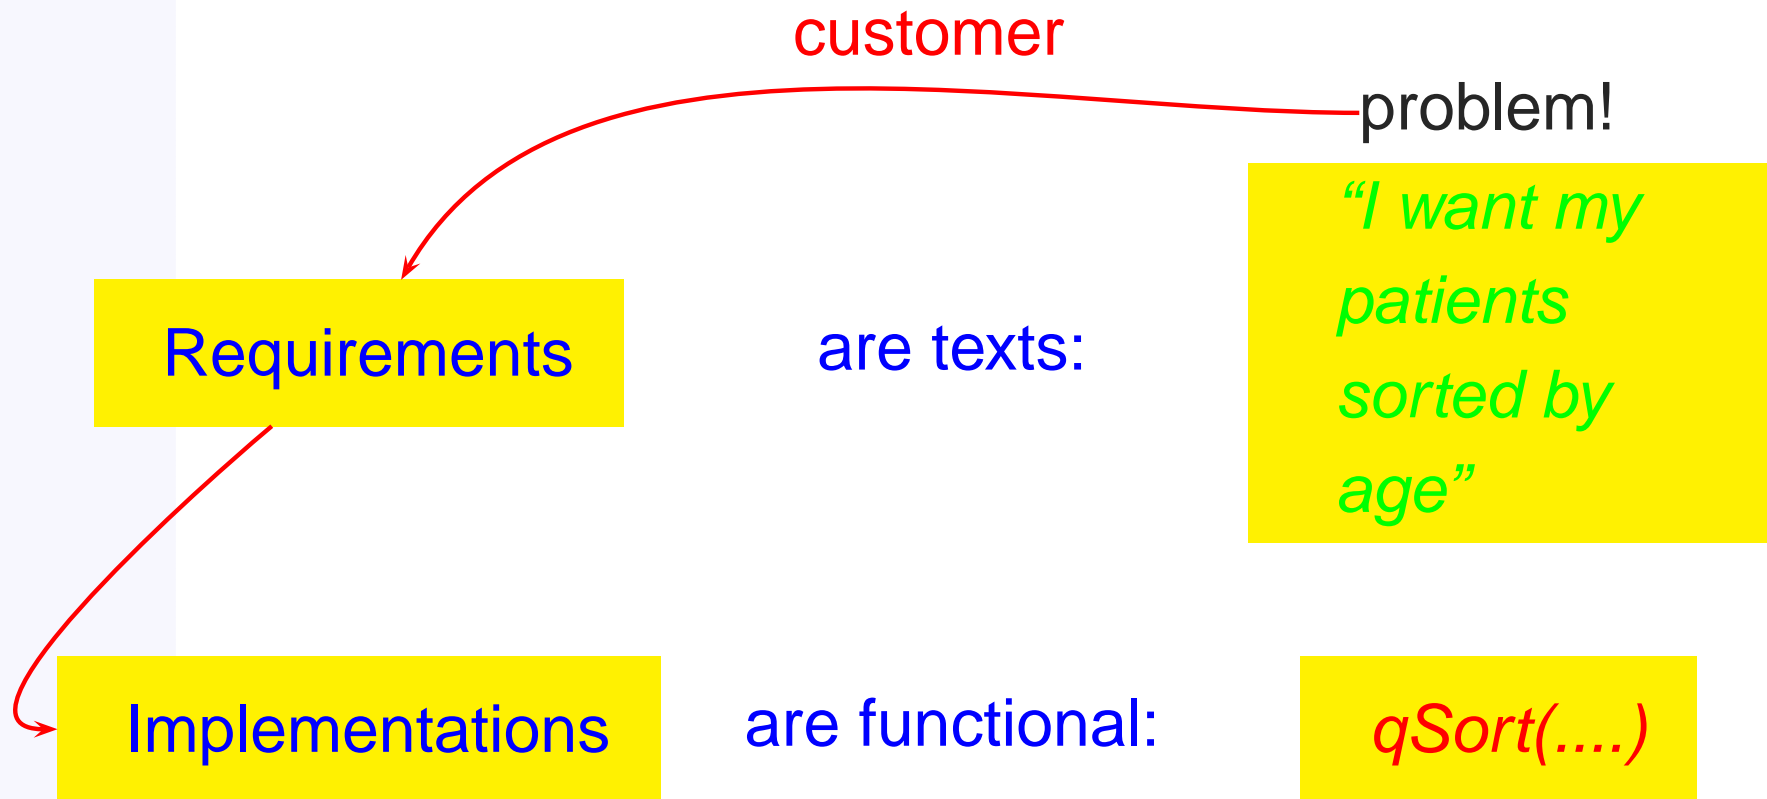 customer
problem!
“I want my
patients
sorted by
age”
Requirements
are texts:
Implementations
are functional:
qSort(....)